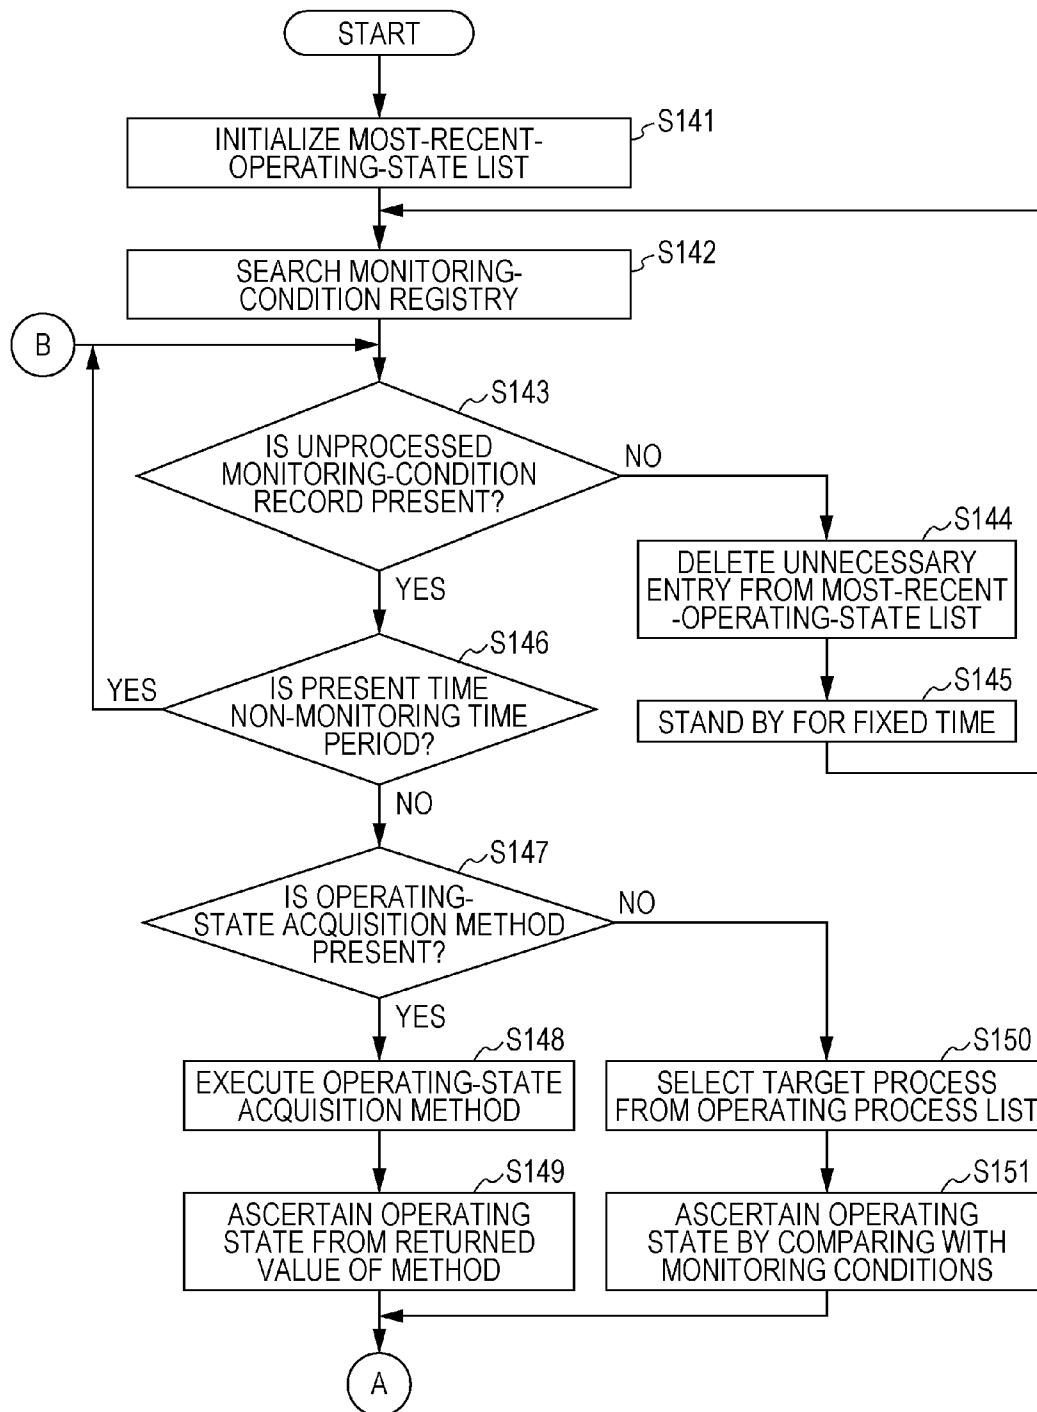 START
S141
INITIALIZE MOST-RECENT-
OPERATING-STATE LIST
S142
SEARCH MONITORING-
CONDITION REGISTRY
B
S143
IS UNPROCESSED
MONITORING-CONDITION
RECORD PRESENT?
NO
YES
S144
DELETE UNNECESSARY
ENTRY FROM MOST-RECENT
-OPERATING-STATE LIST
S145
STAND BY FOR FIXED TIME
S146
IS PRESENT TIME
NON-MONITORING TIME
PERIOD?
YES
NO
S147
IS OPERATING-
STATE ACQUISITION METHOD
PRESENT?
NO
YES
S148
EXECUTE OPERATING-STATE
ACQUISITION METHOD
S149
ASCERTAIN OPERATING
STATE FROM RETURNED
VALUE OF METHOD
S150
SELECT TARGET PROCESS
FROM OPERATING PROCESS LIST
S151
ASCERTAIN OPERATING
STATE BY COMPARING WITH
MONITORING CONDITIONS
A